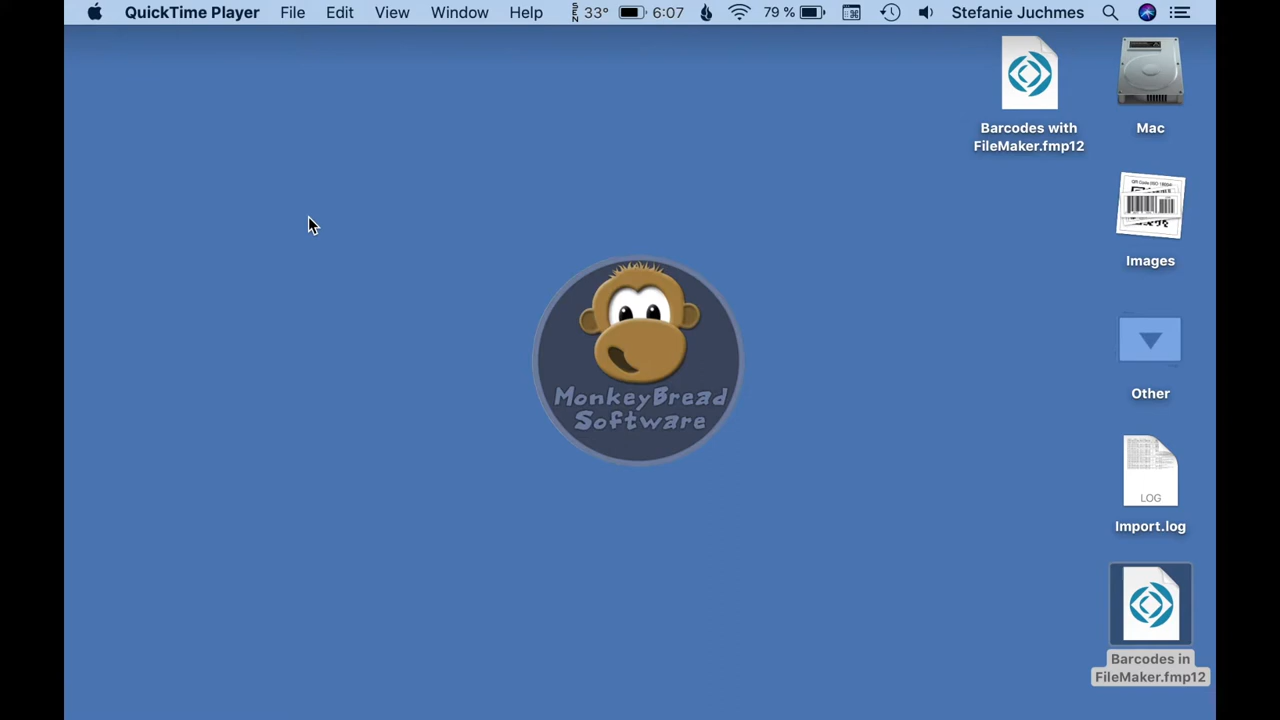 QuickTime Player File Edit View Window Help SEN 33° 6:07 79 % Stefanie Juchmes
Barcodes with
FileMaker.fmp12
Mac
Images
MonkeyBread
Software
Other
LOG
Import.log
Barcodes in
FileMaker.fmp12